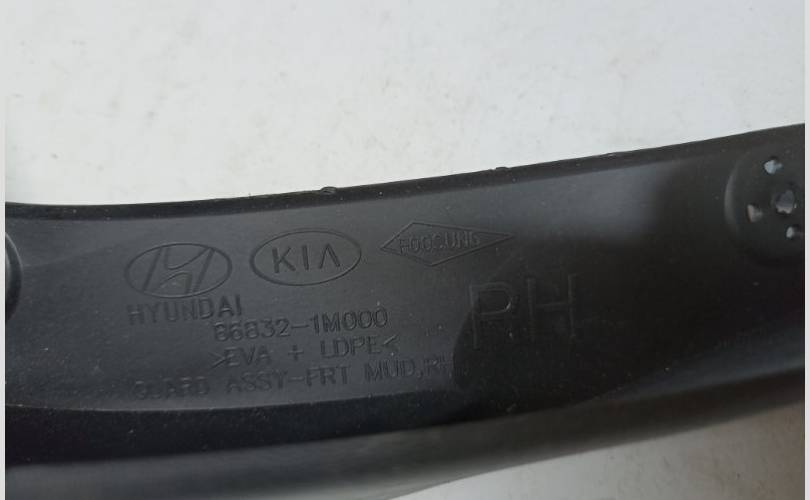 KIA
HYUNDAI
86832-1M000
>EVA + LDPE<
GUARD ASSY-FRT MUD,RH
RH